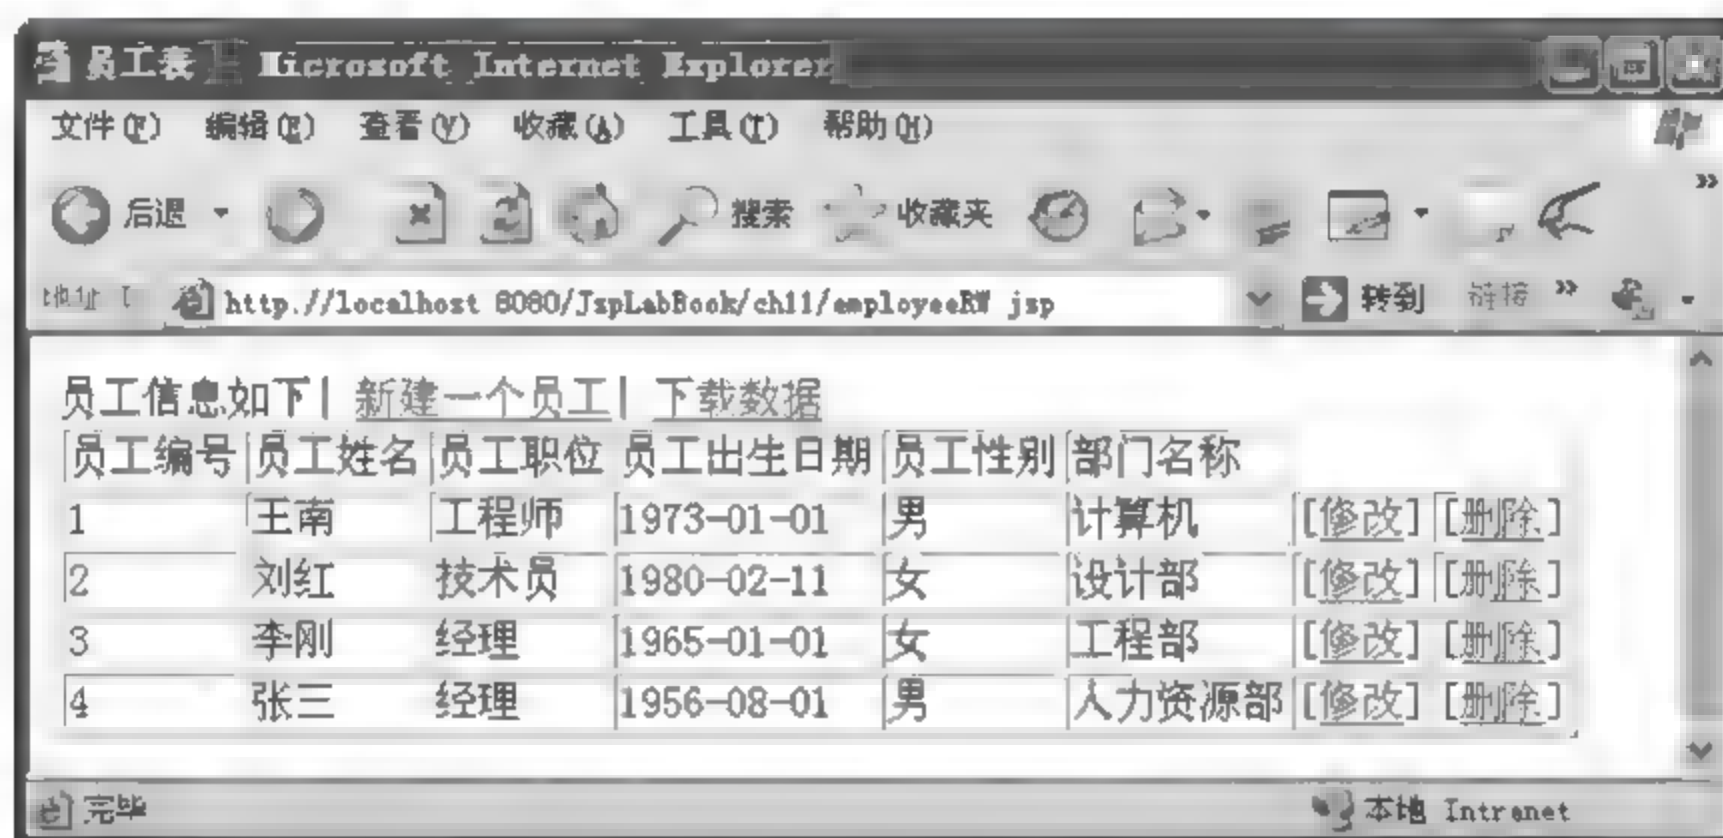 员工表 - Microsoft Internet Explorer
文件(F) 编辑(E) 查看(V) 收藏(A) 工具(T) 帮助(H)
后退 搜索 收藏夹 »
地址 http://localhost 8080/JspLabBook/ch11/employeeRW jsp 转到 链接 »
员工信息如下| 新建一个员工| 下载数据
员工编号 员工姓名 员工职位 员工出生日期 员工性别 部门名称
1 王南 工程师 1973-01-01 男 计算机 [修改] [删除]
2 刘红 技术员 1980-02-11 女 设计部 [修改] [删除]
3 李刚 经理 1965-01-01 女 工程部 [修改] [删除]
4 张三 经理 1956-08-01 男 人力资源部 [修改] [删除]
完毕 本地 Intranet